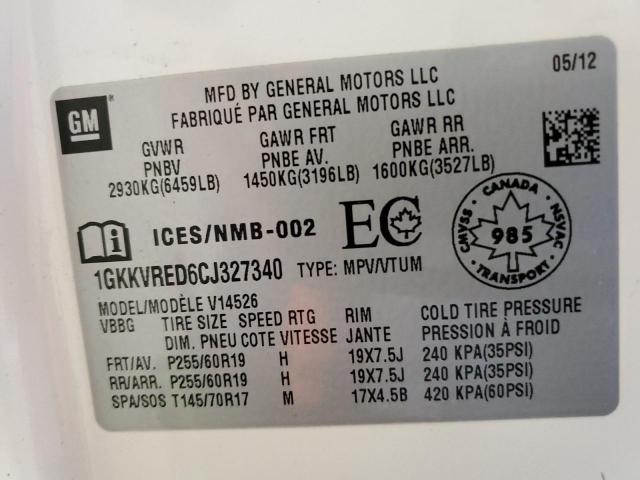 05/12
GM
MFD BY GENERAL MOTORS LLC
FABRIQUÉ PAR GENERAL MOTORS LLC
GVWR GAWR FRT GAWR RR
PNBV PNBE AV. PNBE ARR.
2930KG(6459LB) 1450KG(3196LB) 1600KG(3527LB)
ICES/NMB-002 EC
CANADA
CMVSS 985 NSVAC
TRANSPORT
1GKKVRED6CJ327340 TYPE: MPV/VTUM
MODEL/MODÈLE V14526
VBBG TIRE SIZE SPEED RTG RIM COLD TIRE PRESSURE
DIM. PNEU COTE VITESSE JANTE PRESSION À FROID
FRT/AV. P255/60R19 H 19X7.5J 240 KPA(35PSI)
RR/ARR. P255/60R19 H 19X7.5J 240 KPA(35PSI)
SPA/SOS T145/70R17 M 17X4.5B 420 KPA(60PSI)